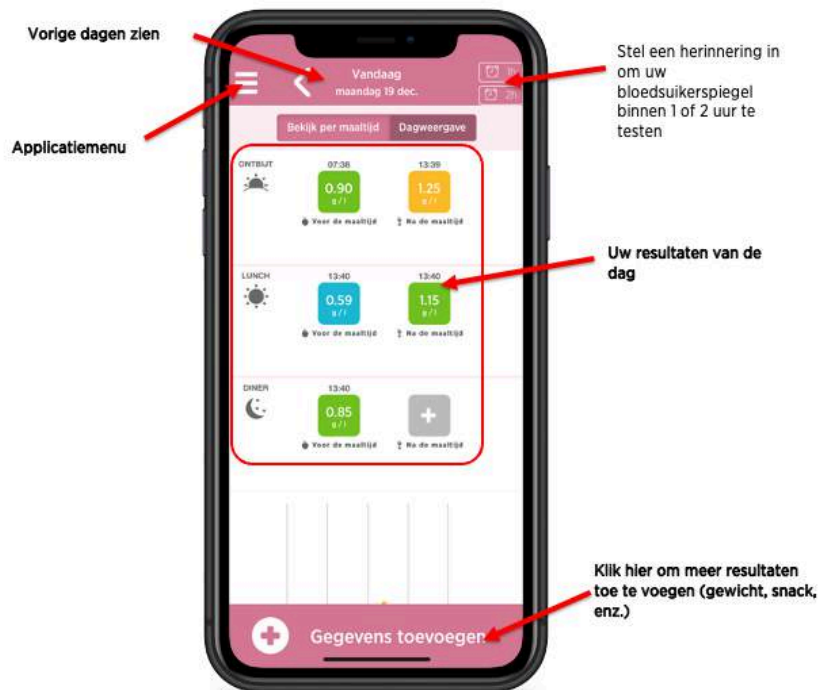 Vorige dagen zien
Stel een herinnering in
om uw
bloedsuikerspiegel
binnen 1 of 2 uur te
testen
Applicatiemenu
Vandaag
maandag 19 dec.
1h
2h
Bekijk per maaltijd Dagweergave
ONTBIJT 07:38 13:39
0.90 1.25
g/l g/l
Voor de maaltijd Na de maaltijd
Uw resultaten van de
dag
LUNCH 13:40 13:40
0.59 1.15
g/l g/l
Voor de maaltijd Na de maaltijd
DINER 13:40
0.85 +
g/l
Voor de maaltijd Na de maaltijd
Klik hier om meer resultaten
toe te voegen (gewicht, snack,
enz.)
Gegevens toevoegen